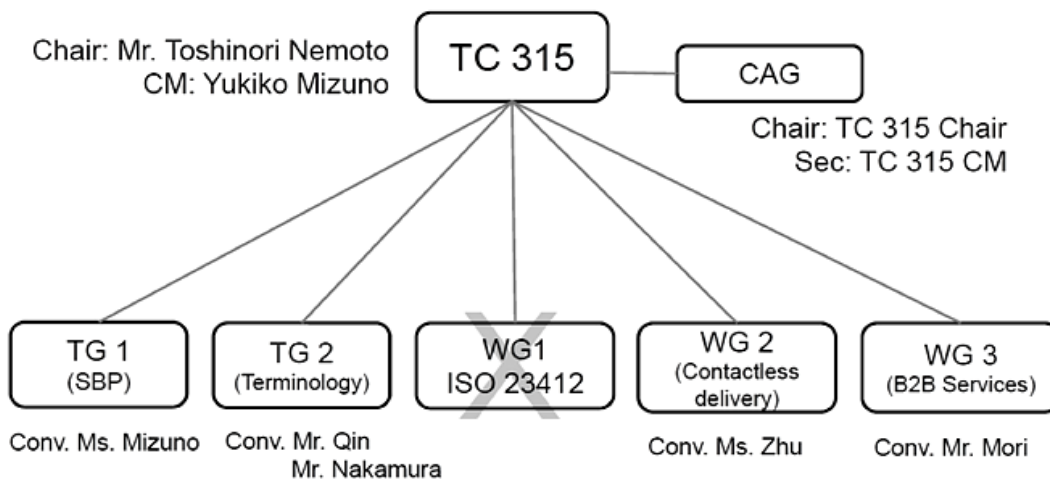 Chair: Mr. Toshinori Nemoto
CM: Yukiko Mizuno
TC 315
CAG
Chair: TC 315 Chair
Sec: TC 315 CM
TG 1
(SBP)
Conv. Ms. Mizuno
TG 2
(Terminology)
Conv. Mr. Qin
Mr. Nakamura
WG1
ISO 23412
X
WG 2
(Contactless
delivery)
Conv. Ms. Zhu
WG 3
(B2B Services)
Conv. Mr. Mori